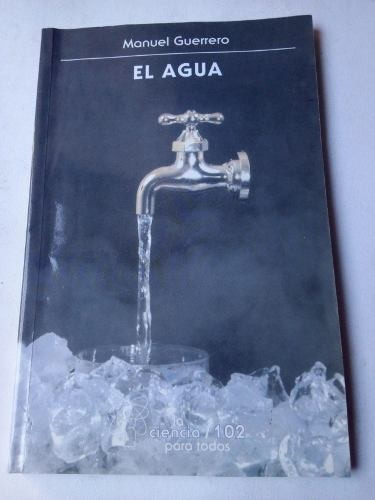 Manuel Guerrero
EL AGUA
la
ciencia / 102
para todos